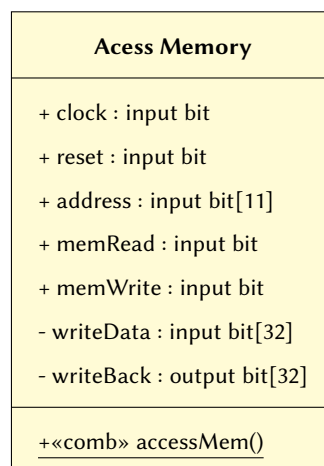 Acess Memory
+ clock : input bit
+ reset : input bit
+ address : input bit[11]
+ memRead : input bit
+ memWrite : input bit
- writeData : input bit[32]
- writeBack : output bit[32]
+«comb» accessMem()